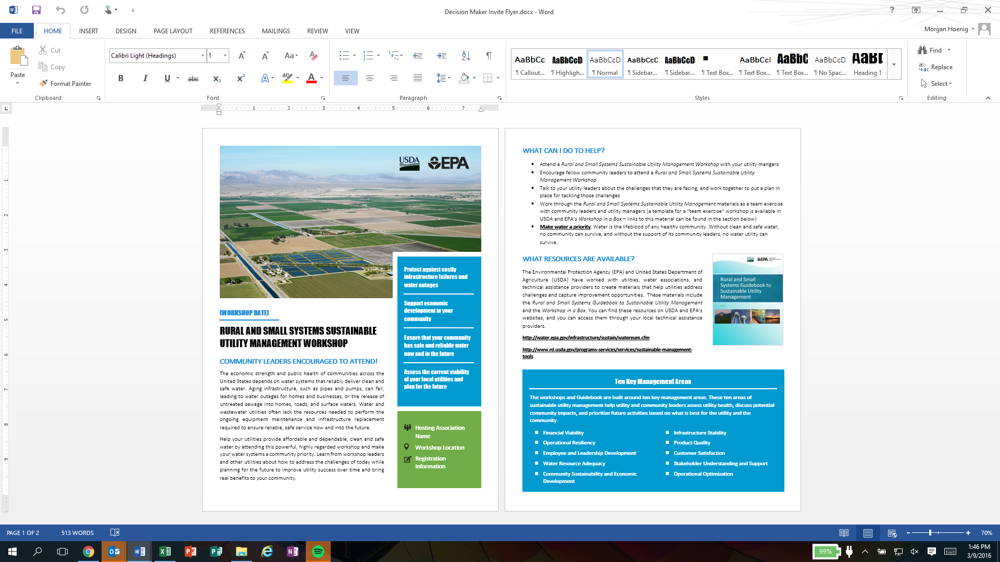 Decision Maker Invite Flyer.docx - Word
?
FILE HOME INSERT DESIGN PAGE LAYOUT REFERENCES MAILINGS REVIEW VIEW
Morgan Hoenig
Paste
Cut
Copy
Format Painter
Clipboard
Calibri Light (Headings) 1
Font
Paragraph
AaBbCc AaBbCcD AaBbCcD AaBbCcD AaBbCcD AaBbCcI AaBbC AaBbCcD AaBb
¶ Callout... ¶ Highligh... ¶ Normal ¶ Sidebar... ¶ Sidebar... ¶ Text Box... ¶ Text Box... ¶ Text Box... ¶ No Spac... Heading 1
Styles
Find
Replace
Select
Editing
1 2 3 4 5 6 7
USDA EPA
Protect against costly
infrastructure failures and
water outages
Support economic
development in your
community
Ensure that your community
has safe and reliable water
now and in the future
Assess the current viability
of your local utilities and
plan for the future
[WORKSHOP DATE]
RURAL AND SMALL SYSTEMS SUSTAINABLE
UTILITY MANAGEMENT WORKSHOP
COMMUNITY LEADERS ENCOURAGED TO ATTEND!
The economic strength and public health of communities across the
United States depends on water systems that reliably deliver clean and
safe water. Aging infrastructure, such as pipes and pumps, can fail,
leading to water outages for homes and businesses, or the release of
untreated sewage into homes, roads, and surface waters. Water and
wastewater utilities often lack the resources needed to perform the
ongoing equipment maintenance and infrastructure replacement
required to ensure reliable, safe service now and into the future.
Help your utilities provide affordable and dependable, clean and safe
water by attending this powerful, highly regarded workshop and make
your water systems a community priority. Learn from workshop leaders
and other utilities about how to address the challenges of today while
planning for the future to improve utility success over time and bring
real benefits to your community.
Hosting Association
Name
Workshop Location
Registration
Information
WHAT CAN I DO TO HELP?
• Attend a Rural and Small Systems Sustainable Utility Management Workshop with your utility mangers
• Encourage fellow community leaders to attend a Rural and Small Systems Sustainable Utility
Management Workshop
• Talk to your utility leaders about the challenges that they are facing, and work together to put a plan in
place for tackling those challenges
• Work through the Rural and Small Systems Sustainable Utility Management materials as a team exercise
with community leaders and utility managers (a template for a “team exercise” workshop is available in
USDA and EPA’s Workshop in a Box – links to this material can be found in the section below)
• Make water a priority. Water is the lifeblood of any healthy community. Without clean and safe water,
no community can survive, and without the support of its community leaders, no water utility can
survive.
WHAT RESOURCES ARE AVAILABLE?
The Environmental Protection Agency (EPA) and United States Department of
Agriculture (USDA) have worked with utilities, water associations, and
technical assistance providers to create materials that help utilities address
challenges and capture improvement opportunities. These materials include
the Rural and Small Systems Guidebook to Sustainable Utility Management
and the Workshop in a Box. You can find these resources on USDA and EPA’s
websites, and you can access them through your local technical assistance
providers.
http://water.epa.gov/infrastructure/sustain/watereum.cfm
http://www.rd.usda.gov/programs-services/services/sustainable-management-
tools
USDA EPA
Rural and Small
Systems Guidebook to
Sustainable Utility
Management
Ten Key Management Areas
The workshops and Guidebook are built around ten key management areas. These ten areas of
sustainable utility management help utility and community leaders assess utility health, discuss potential
community impacts, and prioritize future activities based on what is best for the utility and the
community.
Financial Viability
Operational Resiliency
Employee and Leadership Development
Water Resource Adequacy
Community Sustainability and Economic
Development
Infrastructure Stability
Product Quality
Customer Satisfaction
Stakeholder Understanding and Support
Operational Optimization
PAGE 1 OF 2 513 WORDS
70%
99%
1:46 PM
3/9/2016